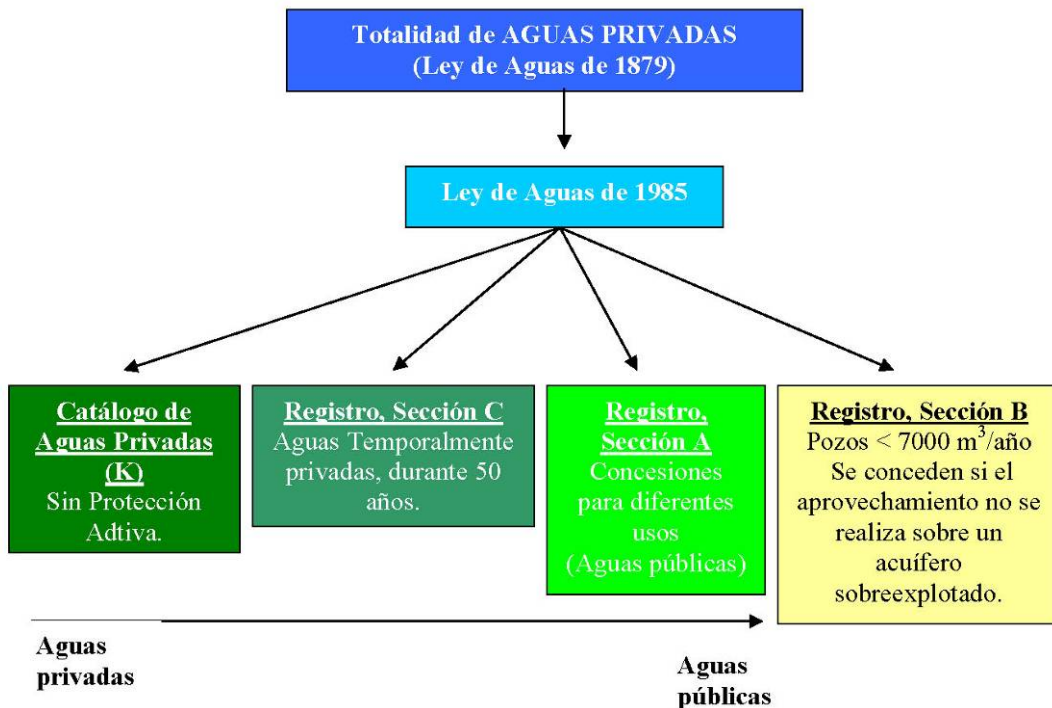 Totalidad de AGUAS PRIVADAS
(Ley de Aguas de 1879)
Ley de Aguas de 1985
Catálogo de
Aguas Privadas
(K)
Sin Protección
Adtiva.
Registro, Sección C
Aguas Temporalmente
privadas, durante 50
años.
Registro,
Sección A
Concesiones
para diferentes
usos
(Aguas públicas)
Registro, Sección B
Pozos < 7000 m³/año
Se conceden si el
aprovechamiento no se
realiza sobre un
acuífero
sobreexplotado.
Aguas
privadas
Aguas
públicas